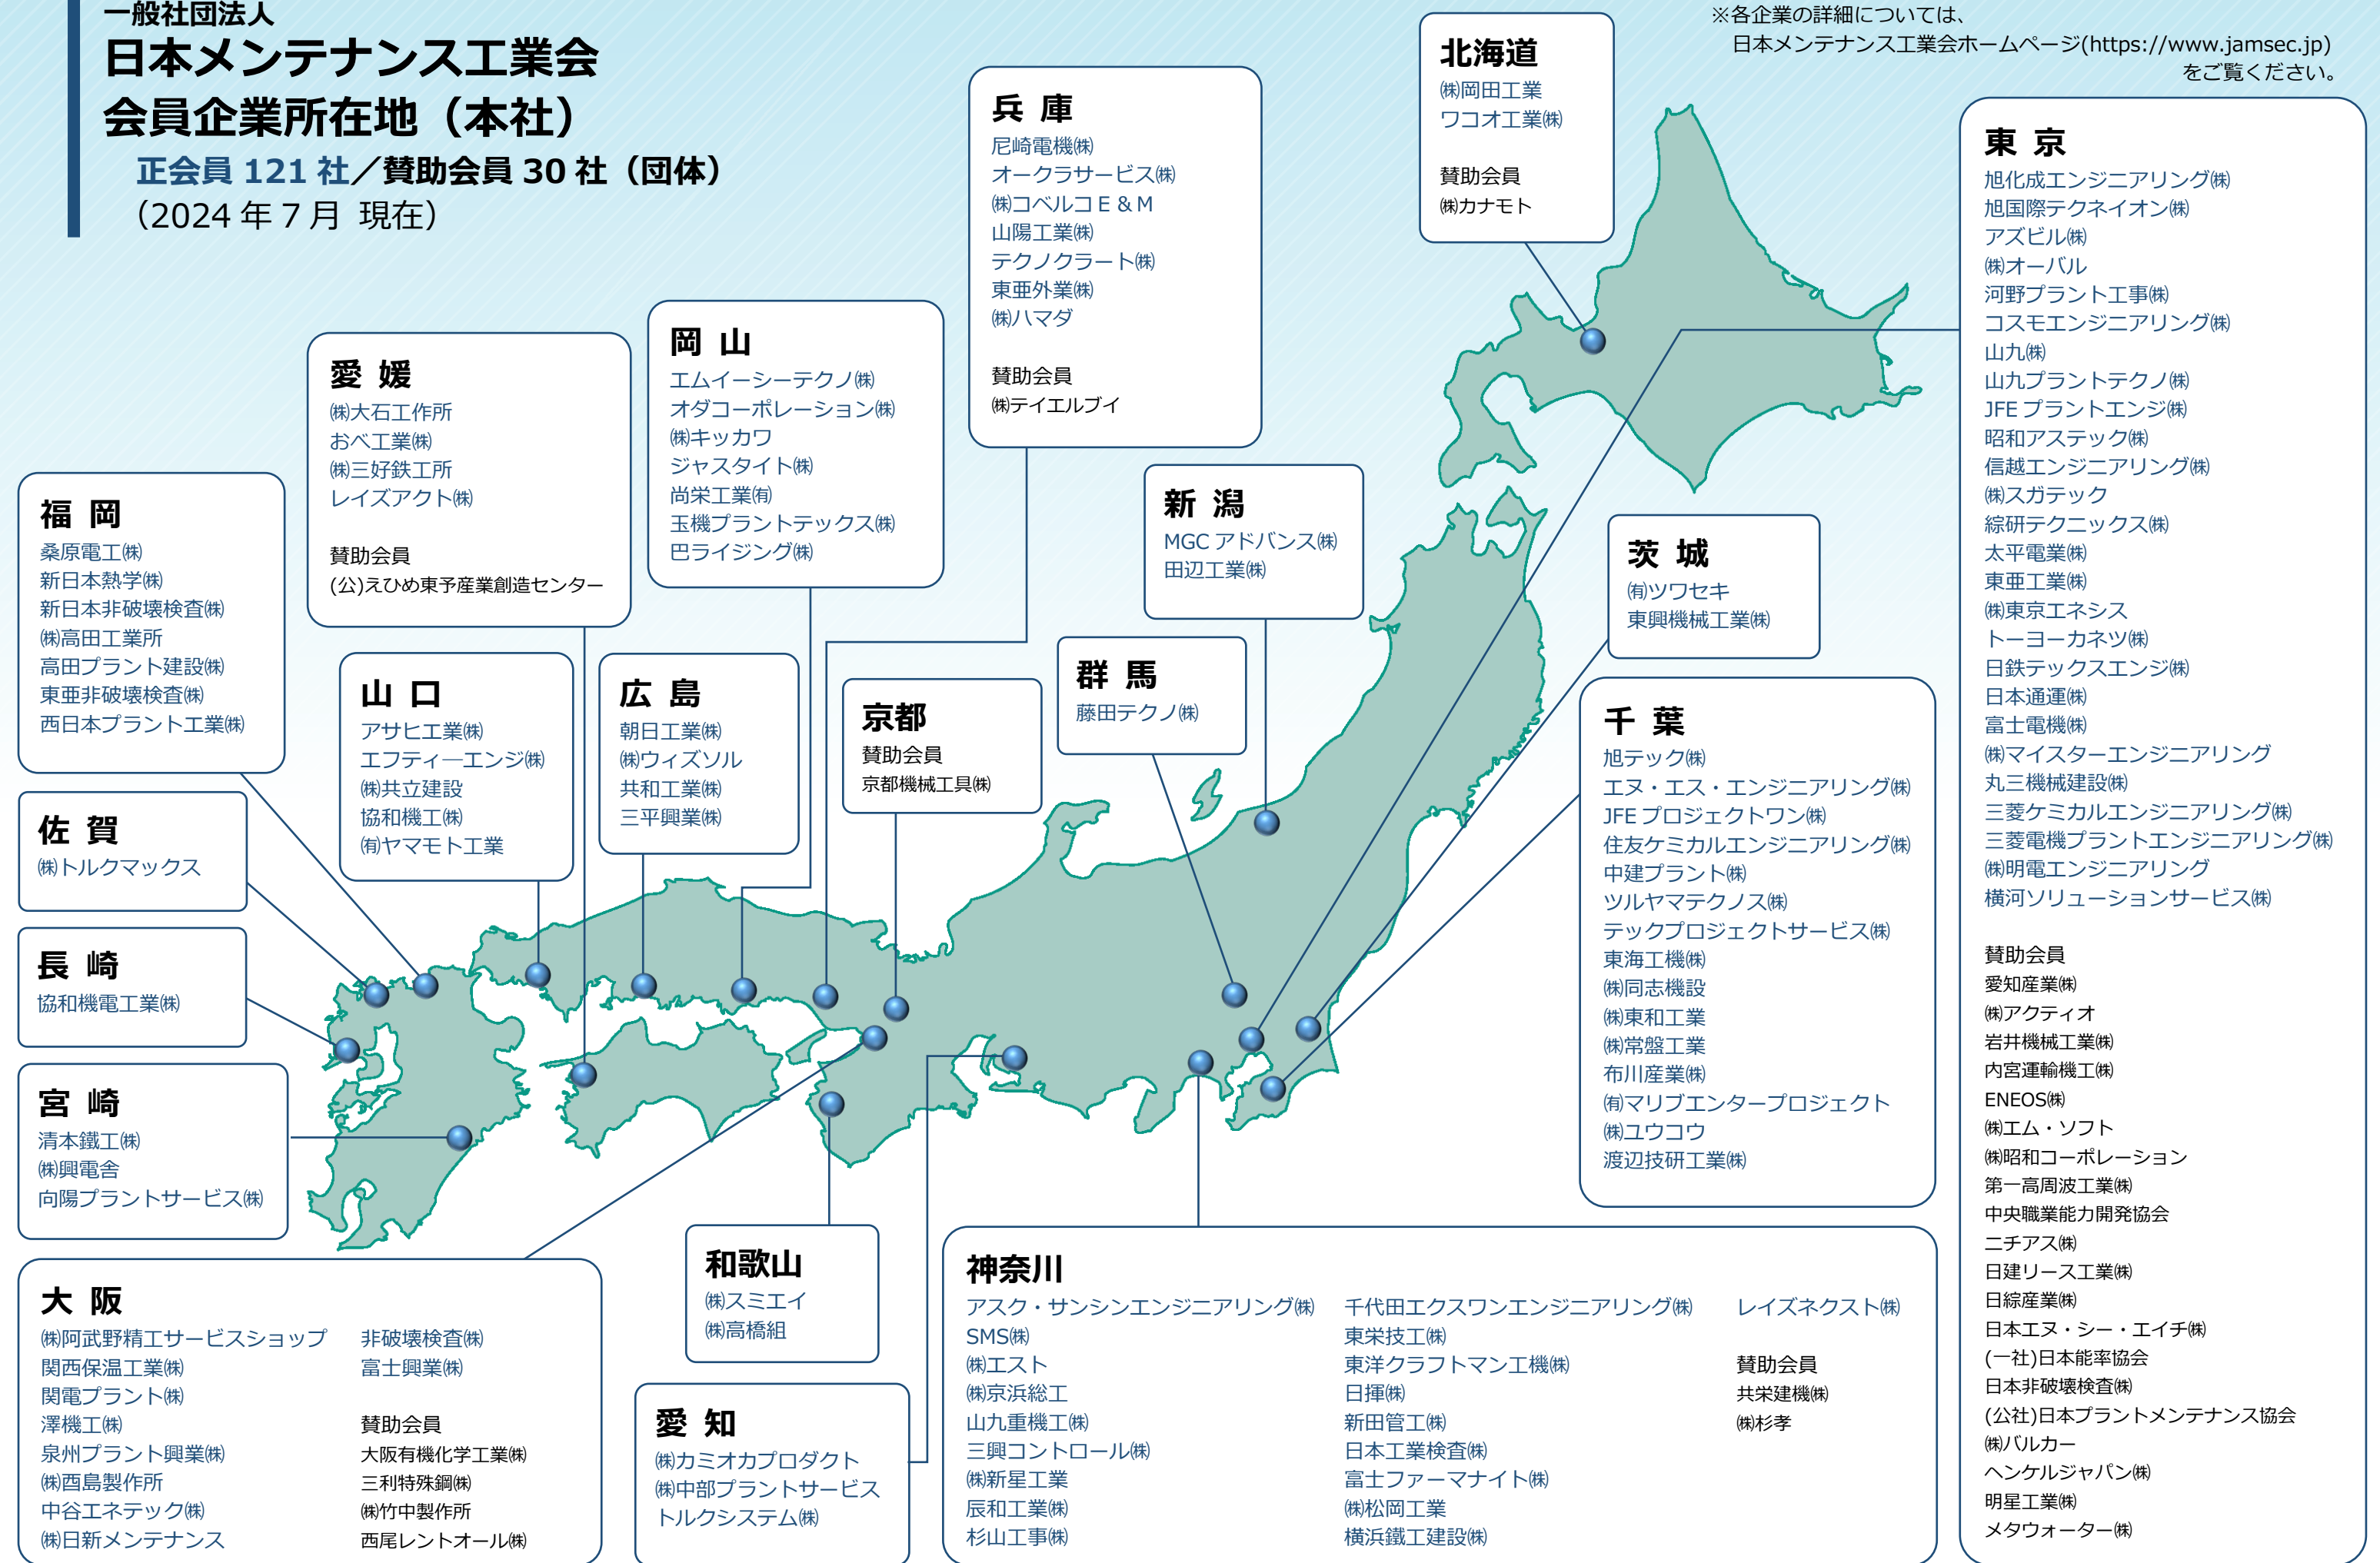 一般社団法人
日本メンテナンス工業会
会員企業所在地（本社）
正会員 121 社／賛助会員 30 社（団体）
（2024 年 7 月 現在）
※各企業の詳細については、
日本メンテナンス工業会ホームページ(https://www.jamsec.jp)
をご覧ください。
北海道
㈱岡田工業
ワコオ工業㈱
賛助会員
㈱カナモト
兵 庫
尼崎電機㈱
オークラサービス㈱
㈱コベルコ E & M
山陽工業㈱
テクノクラート㈱
東亜外業㈱
㈱ハマダ
賛助会員
㈱テイエルブイ
岡 山
エムイーシーテクノ㈱
オダコーポレーション㈱
㈱キッカワ
ジャスタイト㈱
尚栄工業㈲
玉機プラントテックス㈱
巴ライジング㈱
愛 媛
㈱大石工作所
おべ工業㈱
㈱三好鉄工所
レイズアクト㈱
賛助会員
(公)えひめ東予産業創造センター
福 岡
桑原電工㈱
新日本熱学㈱
新日本非破壊検査㈱
㈱高田工業所
高田プラント建設㈱
東亜非破壊検査㈱
西日本プラント工業㈱
佐 賀
㈱トルクマックス
長 崎
協和機電工業㈱
宮 崎
清本鐵工㈱
㈱興電舎
向陽プラントサービス㈱
山 口
アサヒ工業㈱
エフティ―エンジ㈱
㈱共立建設
協和機工㈱
㈲ヤマモト工業
広 島
朝日工業㈱
㈱ウィズソル
共和工業㈱
三平興業㈱
京都
賛助会員
京都機械工具㈱
群 馬
藤田テクノ㈱
新 潟
MGC アドバンス㈱
田辺工業㈱
茨 城
㈲ツワセキ
東興機械工業㈱
千 葉
旭テック㈱
エヌ・エス・エンジニアリング㈱
JFE プロジェクトワン㈱
住友ケミカルエンジニアリング㈱
中建プラント㈱
ツルヤマテクノス㈱
テックプロジェクトサービス㈱
東海工機㈱
㈱同志機設
㈱東和工業
㈱常盤工業
布川産業㈱
㈲マリブエンタープロジェクト
㈱ユウコウ
渡辺技研工業㈱
東 京
旭化成エンジニアリング㈱
旭国際テクネイオン㈱
アズビル㈱
㈱オーバル
河野プラント工事㈱
コスモエンジニアリング㈱
山九㈱
山九プラントテクノ㈱
JFE プラントエンジ㈱
昭和アステック㈱
信越エンジニアリング㈱
㈱スガテック
綜研テクニックス㈱
太平電業㈱
東亜工業㈱
㈱東京エネシス
トーヨーカネツ㈱
日鉄テックスエンジ㈱
日本通運㈱
富士電機㈱
㈱マイスターエンジニアリング
丸三機械建設㈱
三菱ケミカルエンジニアリング㈱
三菱電機プラントエンジニアリング㈱
㈱明電エンジニアリング
横河ソリューションサービス㈱
賛助会員
愛知産業㈱
㈱アクティオ
岩井機械工業㈱
内宮運輸機工㈱
ENEOS㈱
㈱エム・ソフト
㈱昭和コーポレーション
第一高周波工業㈱
中央職業能力開発協会
ニチアス㈱
日建リース工業㈱
日綜産業㈱
日本エヌ・シー・エイチ㈱
(一社)日本能率協会
日本非破壊検査㈱
(公社)日本プラントメンテナンス協会
㈱バルカー
ヘンケルジャパン㈱
明星工業㈱
メタウォーター㈱
大 阪
㈱阿武野精工サービスショップ
関西保温工業㈱
関電プラント㈱
澤機工㈱
泉州プラント興業㈱
㈱酉島製作所
中谷エネテック㈱
㈱日新メンテナンス
非破壊検査㈱
富士興業㈱
賛助会員
大阪有機化学工業㈱
三利特殊鋼㈱
㈱竹中製作所
西尾レントオール㈱
和歌山
㈱スミエイ
㈱高橋組
愛 知
㈱カミオカプロダクト
㈱中部プラントサービス
トルクシステム㈱
神奈川
アスク・サンシンエンジニアリング㈱
SMS㈱
㈱エスト
㈱京浜総工
山九重機工㈱
三興コントロール㈱
㈱新星工業
辰和工業㈱
杉山工事㈱
千代田エクスワンエンジニアリング㈱
東栄技工㈱
東洋クラフトマン工機㈱
日揮㈱
新田管工㈱
日本工業検査㈱
富士ファーマナイト㈱
㈱松岡工業
横浜鐵工建設㈱
レイズネクスト㈱
賛助会員
共栄建機㈱
㈱杉孝